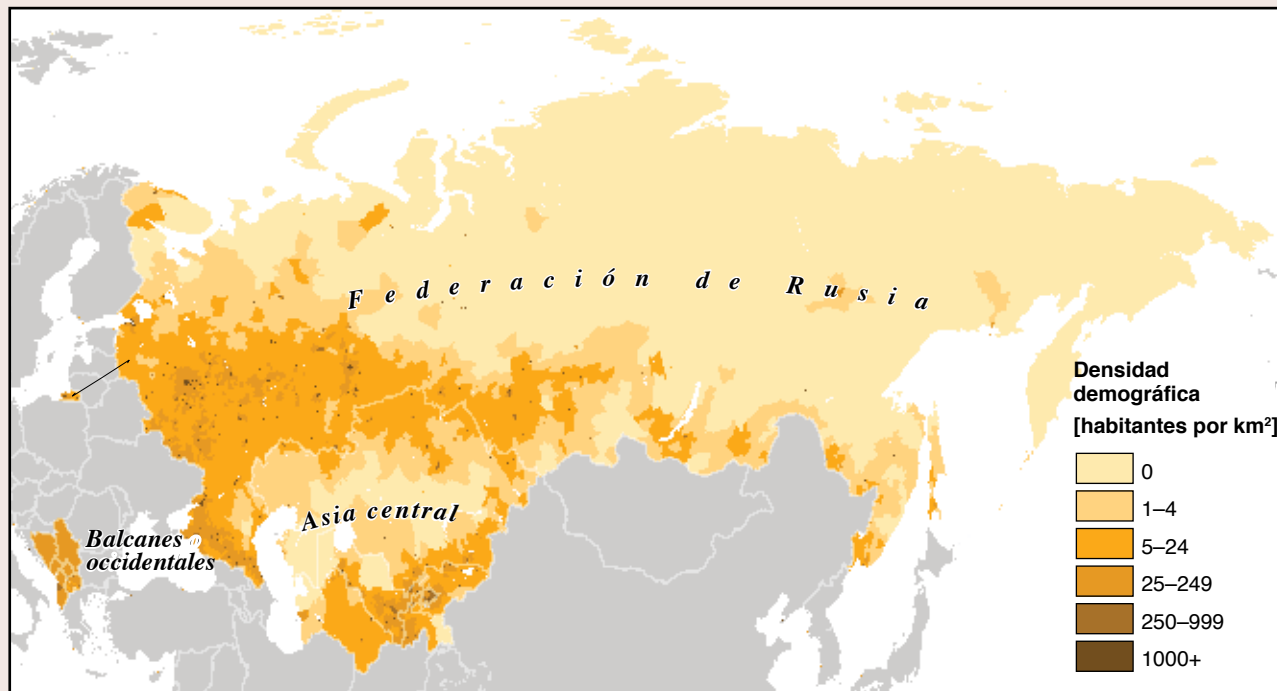 Federación de Rusia
Asia central
Balcanes
occidentales
Densidad
demográfica
[habitantes por km²]
0
1–4
5–24
25–249
250–999
1000+